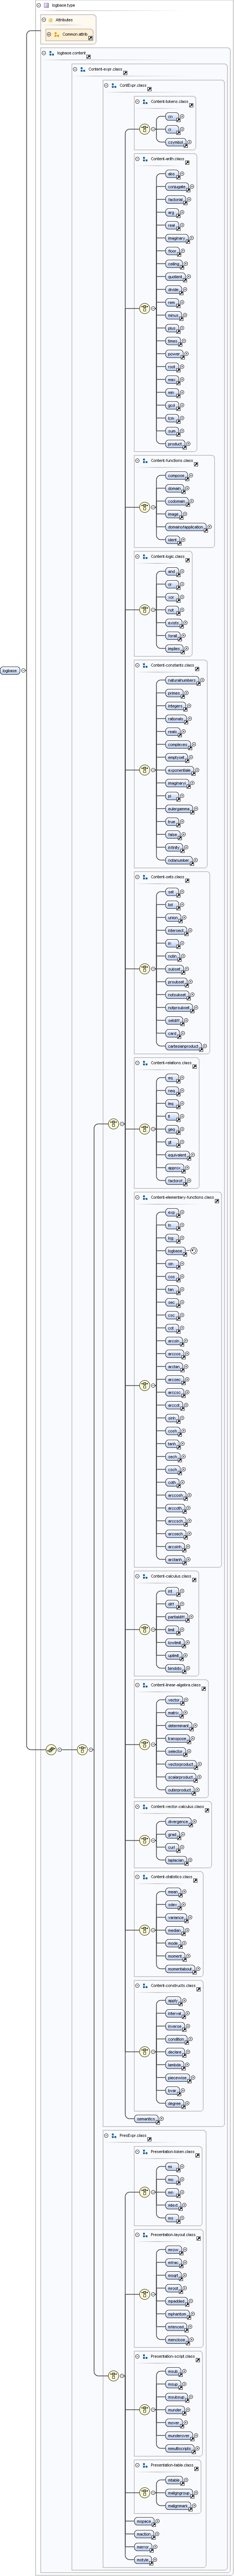 logbase.type
Attributes
Common.attrib
logbase.content
Content-expr.class
ContExpr.class
Content-tokens.class
cn
ci
csymbol
Content-arith.class
abs
conjugate
factorial
arg
real
imaginary
floor
ceiling
quotient
divide
rem
minus
plus
times
power
root
max
min
gcd
lcm
sum
product
Content-functions.class
compose
domain
codomain
image
domainofapplication
ident
Content-logic.class
and
or
xor
not
exists
forall
implies
Content-constants.class
naturalnumbers
primes
integers
rationals
reals
complexes
emptyset
exponentiale
imaginaryi
pi
eulergamma
true
false
infinity
notanumber
Content-sets.class
set
list
union
intersect
in
notin
subset
prsubset
notsubset
notprsubset
setdiff
card
cartesianproduct
Content-relations.class
eq
neq
leq
lt
geq
gt
equivalent
approx
factorof
Content-elementary-functions.class
exp
ln
log
logbase
logbase
sin
cos
tan
sec
csc
cot
arcsin
arccos
arctan
arcsec
arccsc
arccot
sinh
cosh
tanh
sech
csch
coth
arccosh
arccoth
arccsch
arcsech
arcsinh
arctanh
Content-calculus.class
int
diff
partialdiff
limit
lowlimit
uplimit
tendsto
Content-linear-algebra.class
vector
matrix
determinant
transpose
selector
vectorproduct
scalarproduct
outerproduct
Content-vector-calculus.class
divergence
grad
curl
laplacian
Content-statistics.class
mean
sdev
variance
median
mode
moment
momentabout
Content-constructs.class
apply
interval
inverse
condition
declare
lambda
piecewise
bvar
degree
semantics
PresExpr.class
Presentation-token.class
mi
mo
mn
mtext
ms
Presentation-layout.class
mrow
mfrac
msqrt
mroot
mpadded
mphantom
mfenced
menclose
Presentation-script.class
msub
msup
msubsup
munder
mover
munderover
mmultiscripts
Presentation-table.class
mtable
maligngroup
malignmark
mspace
maction
merror
mstyle